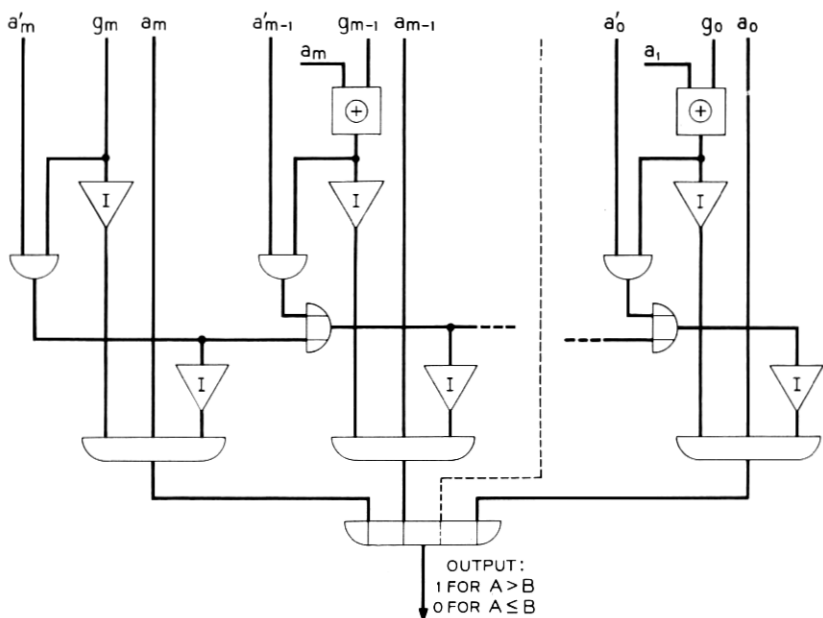 a'm gm am a'm-1 gm-1 am-1 a'0 g0 a0
am a1
+ +
I I I
I I I
OUTPUT:
1 FOR A > B
0 FOR A ≤ B